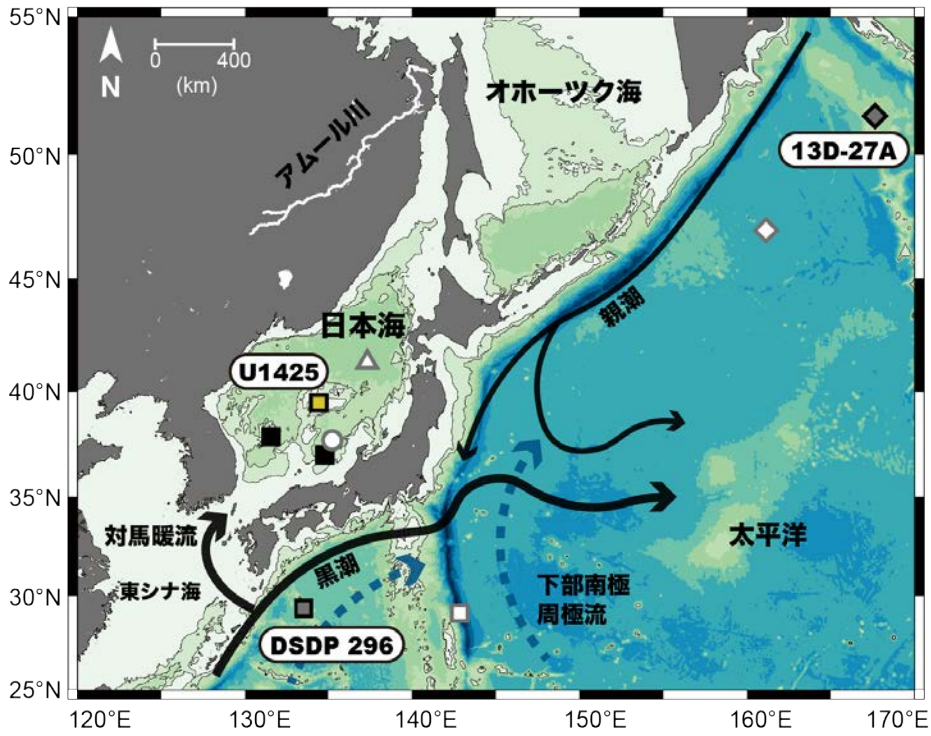 55°N
50°N
45°N
40°N
35°N
30°N
25°N
0 400
(km)
N
アムール川
オホーツク海
13D-27A
日本海
U1425
親潮
対馬暖流
東シナ海
黒潮
太平洋
下部南極
周極流
DSDP 296
120°E 130°E 140°E 150°E 160°E 170°E